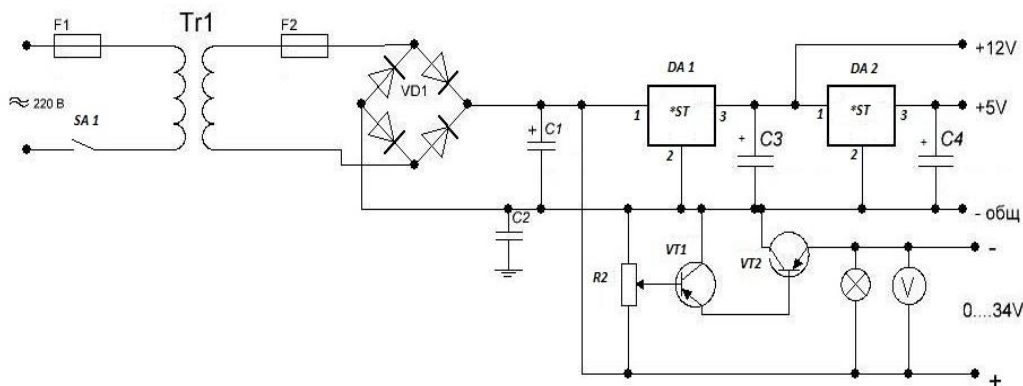 F1
Tr1
F2
DA 1
DA 2
+12V
VD1
1
*ST
3
1
*ST
3
+5V
≈ 220 В
SA 1
+
C1
2
+
C3
2
+
C4
- общ
C2
VT1
VT2
-
R2
V
0....34V
+